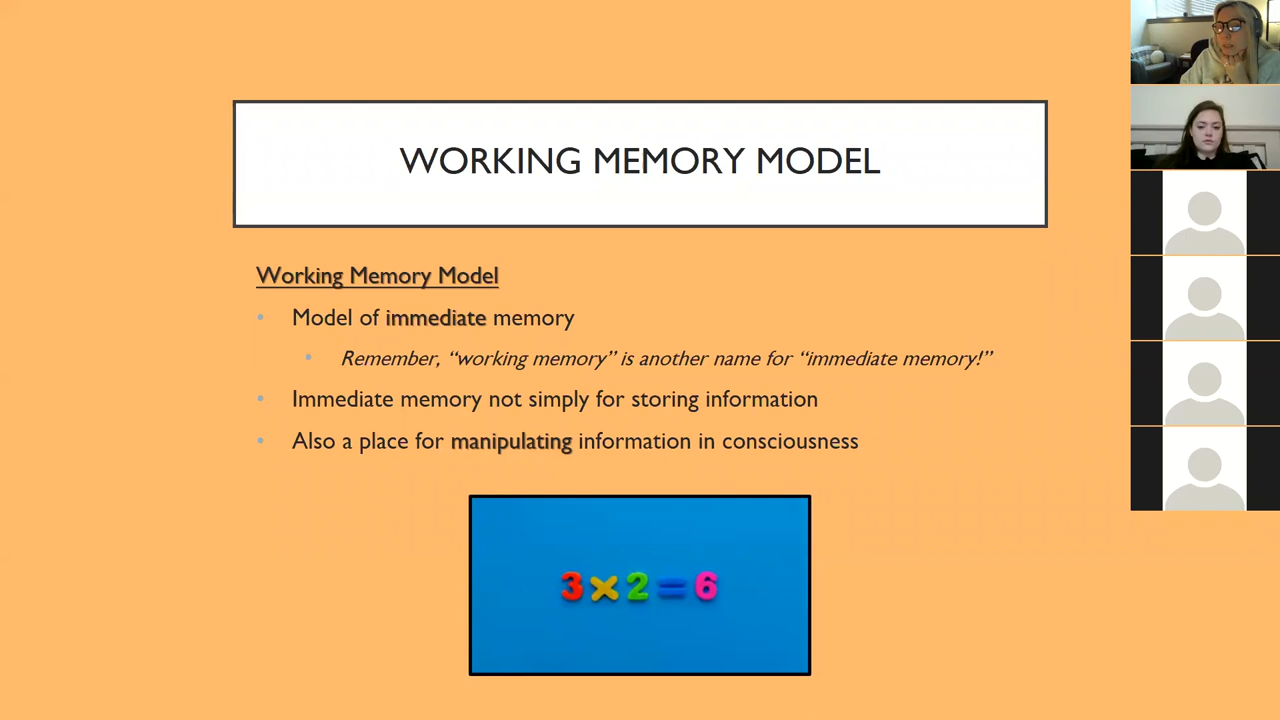 WORKING MEMORY MODEL
Working Memory Model
• Model of immediate memory
• Remember, “working memory” is another name for “immediate memory!”
• Immediate memory not simply for storing information
• Also a place for manipulating information in consciousness
3×2=6